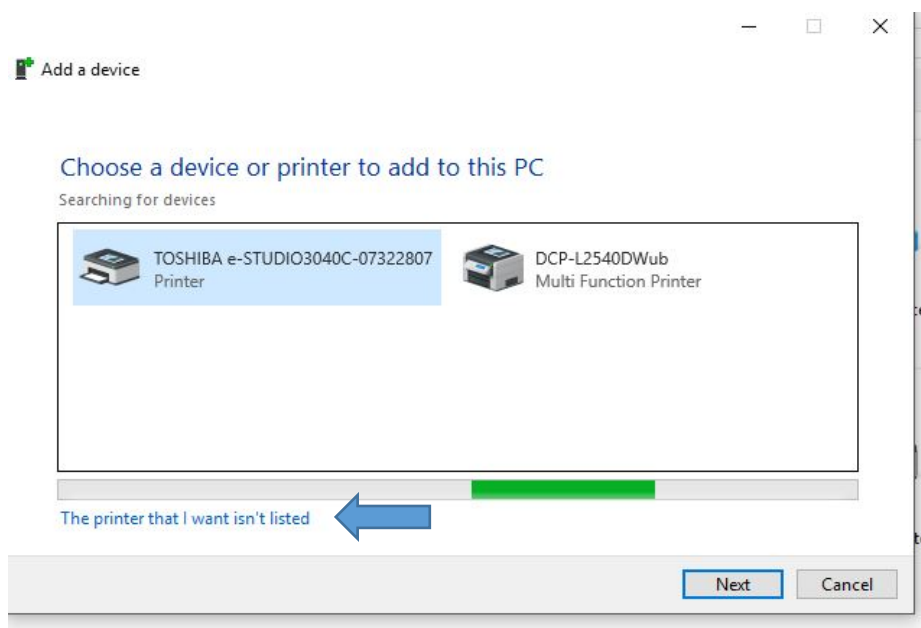 Add a device
Choose a device or printer to add to this PC
Searching for devices
TOSHIBA e-STUDIO3040C-07322807
Printer
DCP-L2540DWub
Multi Function Printer
The printer that I want isn't listed
Next
Cancel